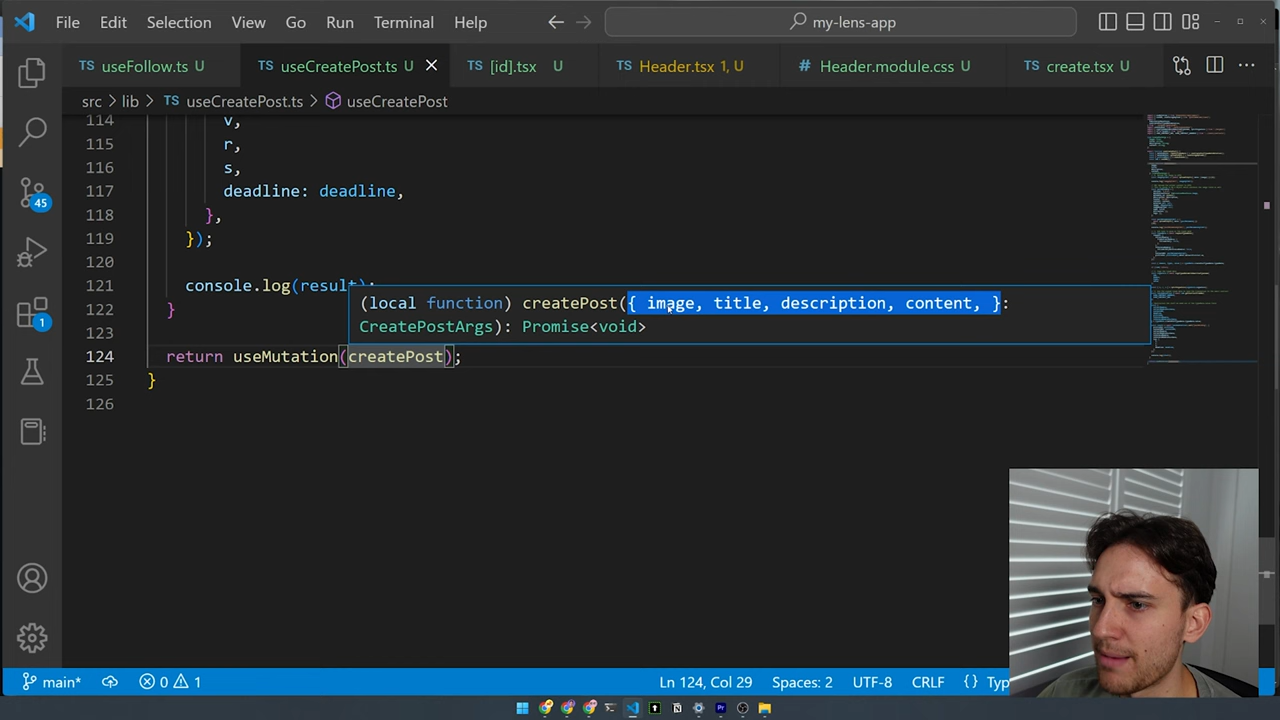 File Edit Selection View Go Run Terminal Help
my-lens-app
TS useFollow.ts U
TS useCreatePost.ts U
TS [id].tsx U
TS Header.tsx 1, U
# Header.module.css U
TS create.tsx U
src > lib > TS useCreatePost.ts > useCreatePost
114 v,
115 r,
116 s,
117 deadline: deadline,
118 },
119 });
120
121 console.log(result);
(local function) createPost({ image, title, description, content, }:
CreatePostArgs): Promise<void>
122 }
123
124 return useMutation(createPost);
125 }
126
45
1
main* 0 1 Ln 124, Col 29 Spaces: 2 UTF-8 CRLF {}